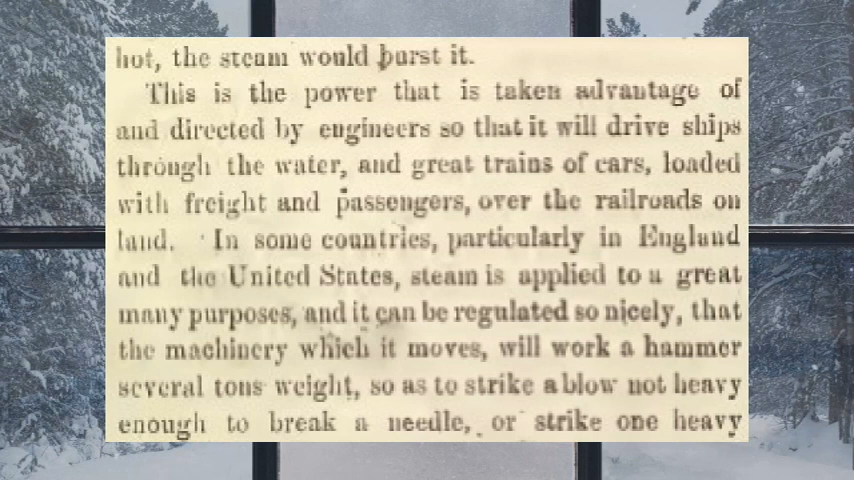 hot, the steam would burst it.
This is the power that is taken advantage of
and directed by engineers so that it will drive ships
through the water, and great trains of cars, loaded
with freight and passengers, over the railroads on
land. In some countries, particularly in England
and the United States, steam is applied to a great
many purposes, and it can be regulated so nicely, that
the machinery which it moves, will work a hammer
several tons weight, so as to strike a blow not heavy
enough to break a needle, or strike one heavy